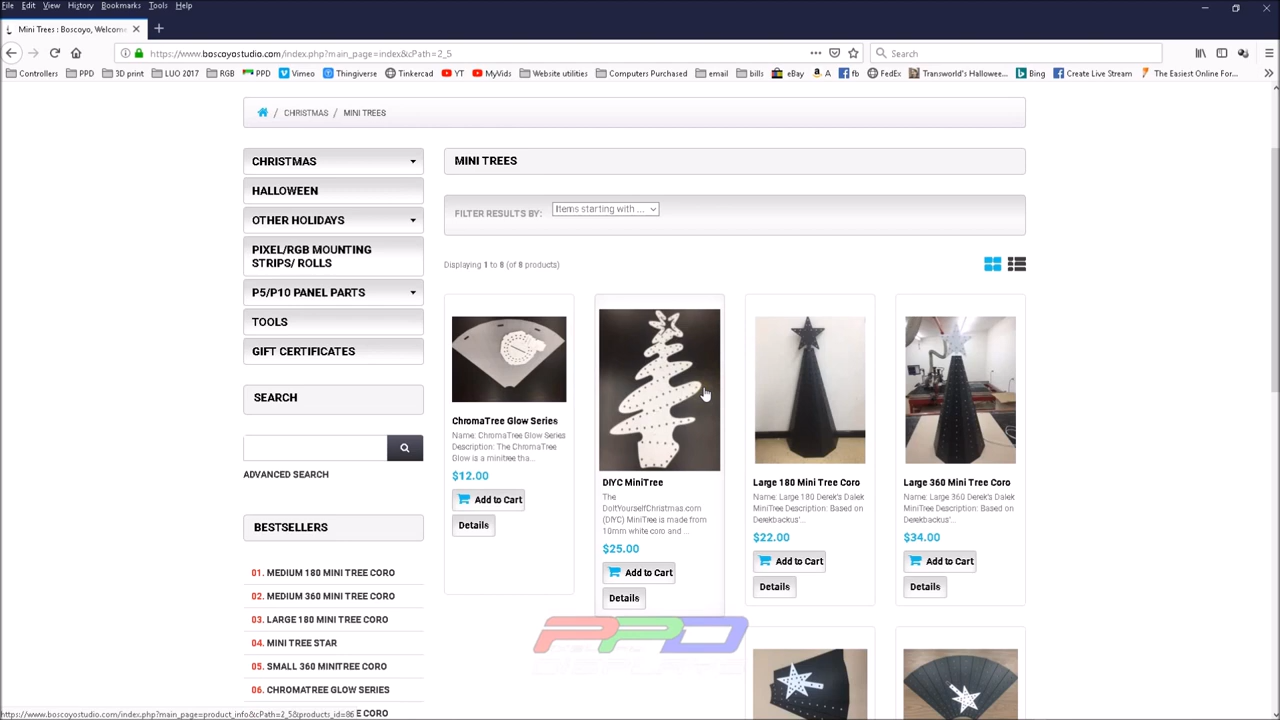 File Edit View History Bookmarks Tools Help
Mini Trees : Boscoyo, Welcome
https://www.boscoyostudio.com/index.php?main_page=index&cPath=2_5
Search
Controllers PPD 3D print LUO 2017 RGB PPD Vimeo Thingiverse Tinkercad YT MyVids Website utilities Computers Purchased email bills eBay A fb FedEx Transworld's Hallowee... Bing Create Live Stream The Easiest Online For...
/ CHRISTMAS / MINI TREES
CHRISTMAS
HALLOWEEN
OTHER HOLIDAYS
PIXEL/RGB MOUNTING
STRIPS/ ROLLS
P5/P10 PANEL PARTS
TOOLS
GIFT CERTIFICATES
SEARCH
ADVANCED SEARCH
BESTSELLERS
01. MEDIUM 180 MINI TREE CORO
02. MEDIUM 360 MINI TREE CORO
03. LARGE 180 MINI TREE CORO
04. MINI TREE STAR
05. SMALL 360 MINITREE CORO
06. CHROMATREE GLOW SERIES
E CORO
MINI TREES
FILTER RESULTS BY: Items starting with ...
Displaying 1 to 8 (of 8 products)
ChromaTree Glow Series
Name: ChromaTree Glow Series
Description: The ChromaTree
Glow is a minitree tha...
$12.00
Add to Cart
Details
DIYC MiniTree
The
DoItYourselfChristmas.com
(DIYC) MiniTree is made from
10mm white coro and...
$25.00
Add to Cart
Details
Large 180 Mini Tree Coro
Name: Large 180 Derek's Dalek
MiniTree Description: Based on
Derekbackus'...
$22.00
Add to Cart
Details
Large 360 Mini Tree Coro
Name: Large 360 Derek's Dalek
MiniTree Description: Based on
Derekbackus'...
$34.00
Add to Cart
Details
PPD
https://www.boscoyostudio.com/index.php?main_page=product_info&cPath=2_5&products_id=86